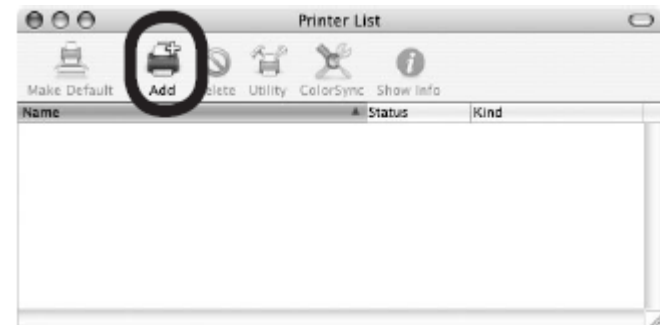 Printer List
Make Default Add elete Utility ColorSync Show Info
Name Status Kind